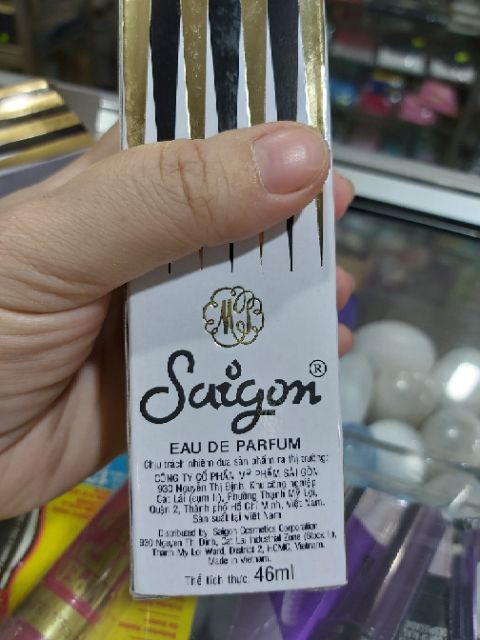 MP
Saigon ®
EAU DE PARFUM
Chịu trách nhiệm đưa sản phẩm ra thị trường:
CÔNG TY CỔ PHẦN MỸ PHẨM SÀI GÒN
930 Nguyễn Thị Định, Khu công nghiệp
Cát Lái (cụm II), Phường Thạnh Mỹ Lợi,
Quận 2, Thành phố Hồ Chí Minh, Việt Nam.
Sản suất tại Việt Nam
Distributed by Saigon Cosmetics Corporation
930 Nguyen Thi Dinh, Cat Lai Industrial Zone (Block II),
Thanh My Loi Ward, District 2, HCMC, Vietnam.
Made in Vietnam.
Thể tích thực: 46ml